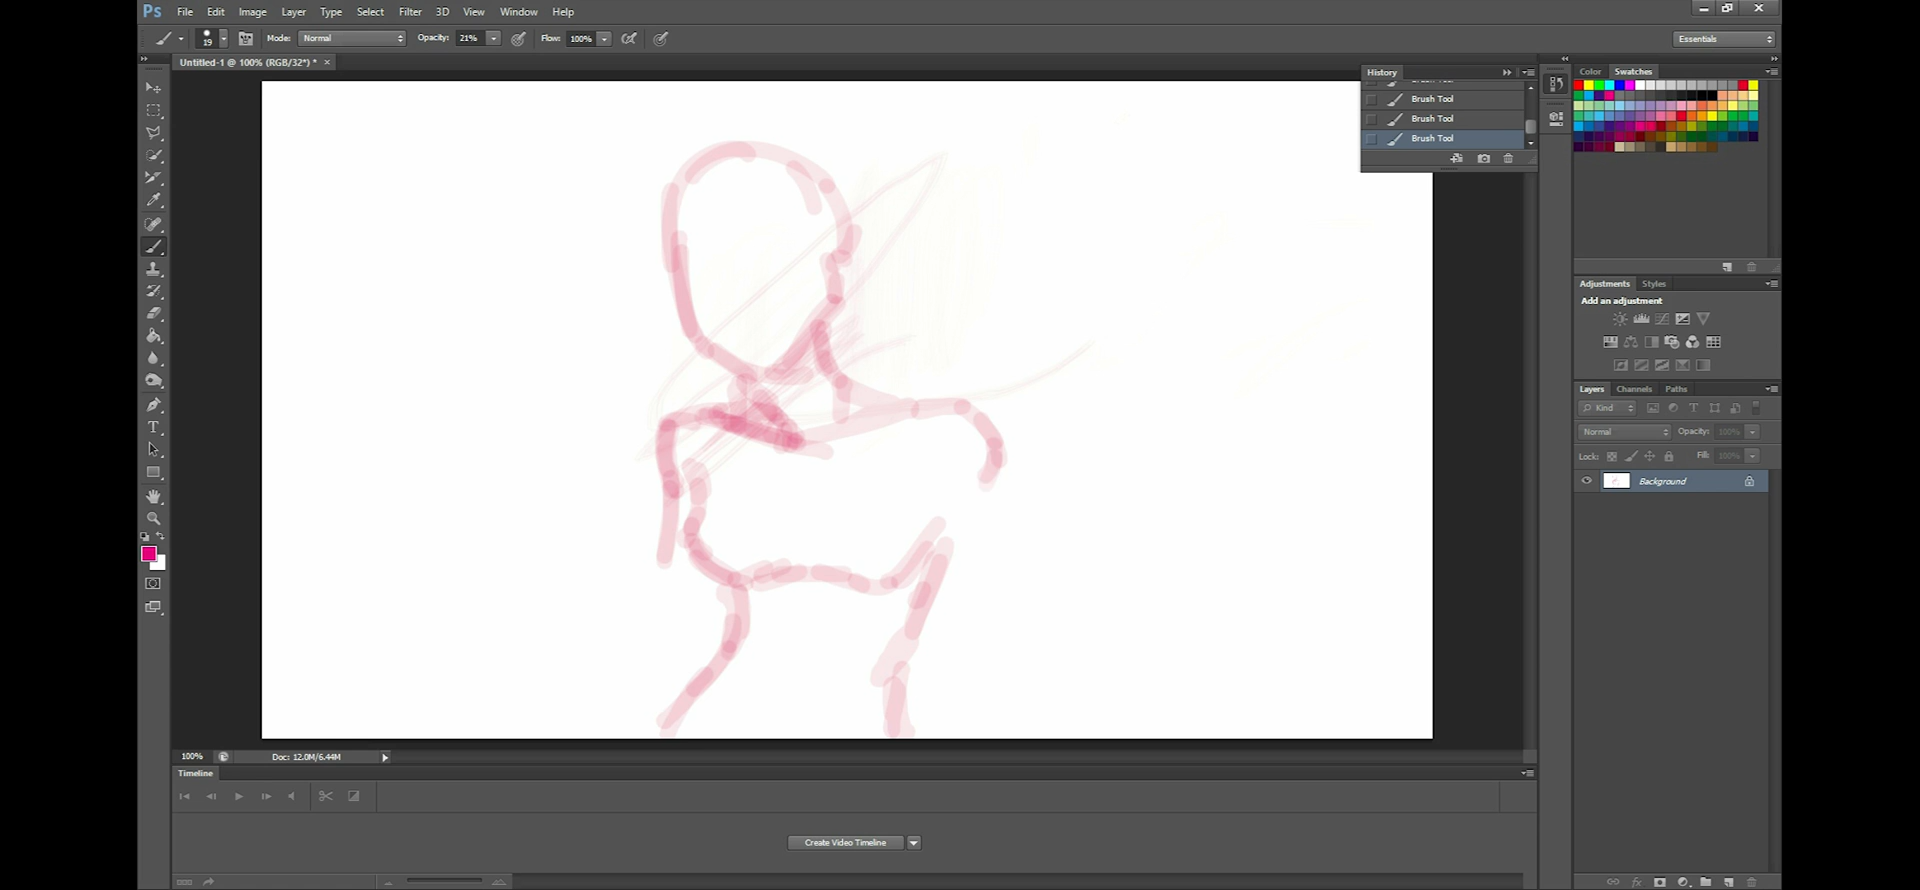 Ps File Edit Image Layer Type Select Filter 3D View Window Help
19 Mode: Normal Opacity: 21% Flow: 100% Essentials
Untitled-1 @ 100% (RGB/32*) * ×
History
Brush Tool
Brush Tool
Brush Tool
Color Swatches
Adjustments Styles
Add an adjustment
Layers Channels Paths
Kind
Normal Opacity: 100%
Lock: Fill: 100%
Background
100% Doc: 12.0M/6.44M
Timeline
Create Video Timeline